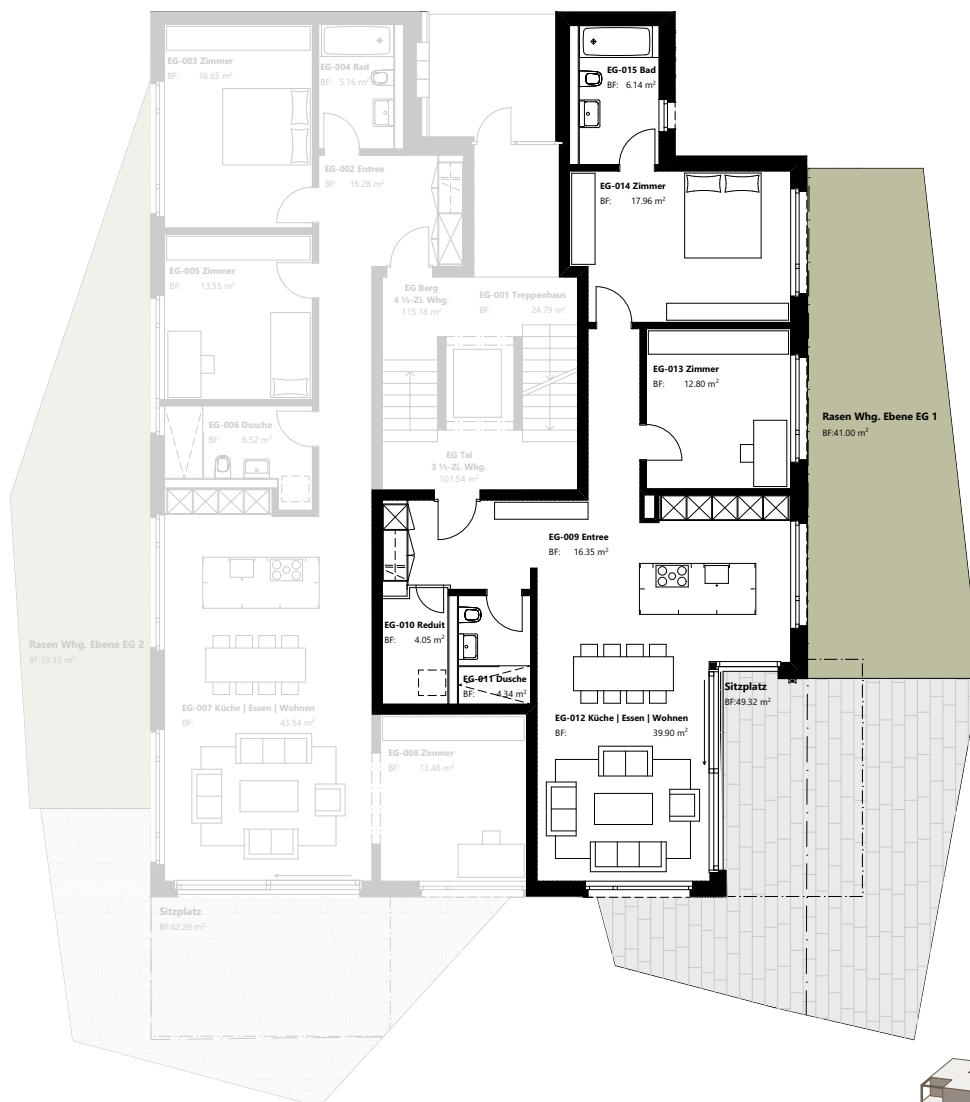 EG-003 Zimmer
BF: 16.65 m²
EG-004 Bad
BF: 5.16 m²
EG-015 Bad
BF: 6.14 m²
EG-002 Entree
BF: 16.28 m²
EG-014 Zimmer
BF: 17.96 m²
EG-005 Zimmer
BF: 13.55 m²
EG Berg
4 ½-Zi. Whg.
115.18 m²
EG-001 Treppenhaus
BF: 24.79 m²
EG-013 Zimmer
BF: 12.80 m²
Rasen Whg. Ebene EG 1
BF:41.00 m²
EG-006 Dusche
BF: 6.52 m²
EG Tal
3 ½-Zi. Whg.
101.54 m²
EG-009 Entree
BF: 16.35 m²
EG-010 Reduit
BF: 4.05 m²
Rasen Whg. Ebene EG 2
BF:39.33 m²
EG-011 Dusche
BF: 4.34 m²
Sitzplatz
BF:49.32 m²
EG-007 Küche | Essen | Wohnen
BF: 43.54 m²
EG-012 Küche | Essen | Wohnen
BF: 39.90 m²
EG-008 Zimmer
BF: 13.48 m²
Sitzplatz
BF:42.29 m²